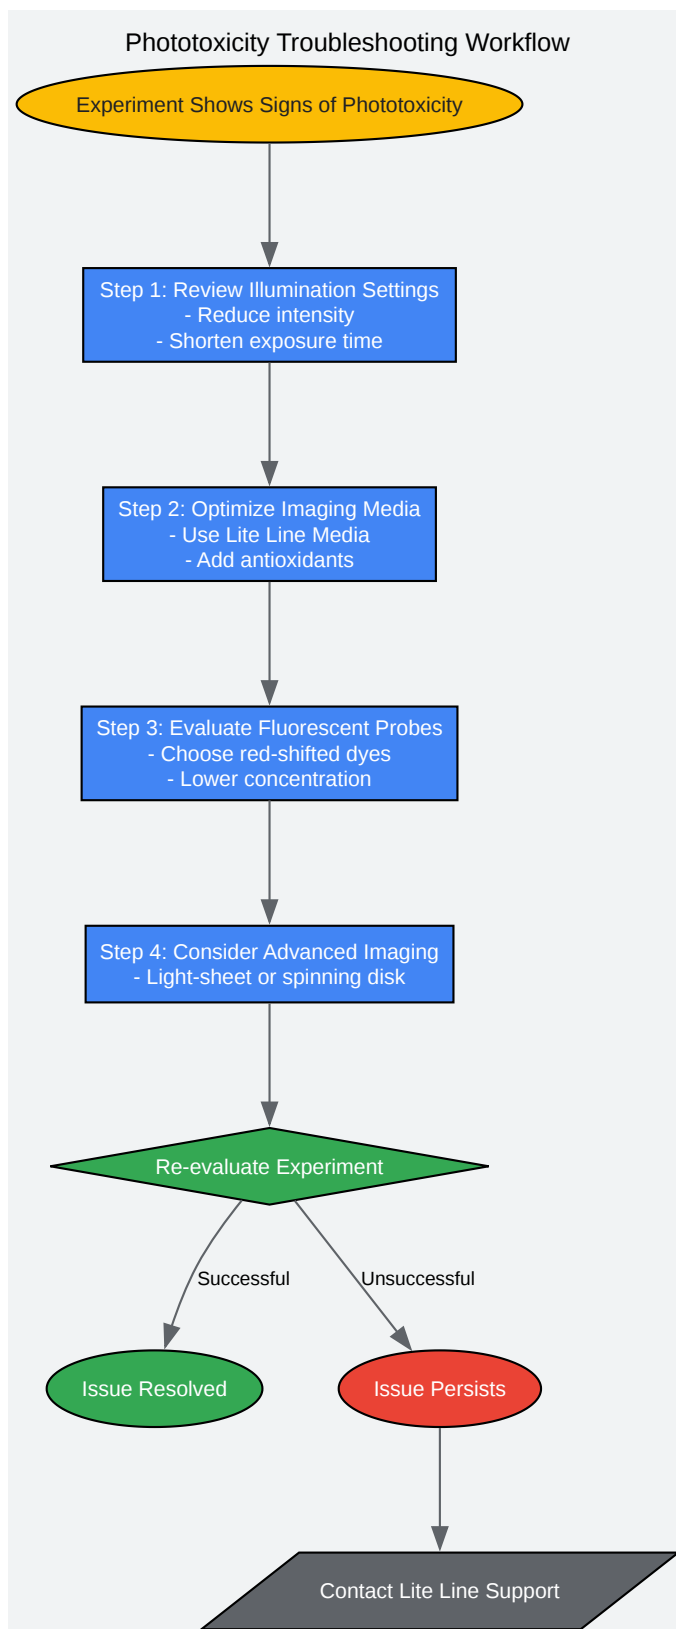 Phototoxicity Troubleshooting Workflow
Experiment Shows Signs of Phototoxicity
Step 1: Review Illumination Settings
- Reduce intensity
- Shorten exposure time
Step 2: Optimize Imaging Media
- Use Lite Line Media
- Add antioxidants
Step 3: Evaluate Fluorescent Probes
- Choose red-shifted dyes
- Lower concentration
Step 4: Consider Advanced Imaging
- Light-sheet or spinning disk
Re-evaluate Experiment
Successful
Unsuccessful
Issue Resolved
Issue Persists
Contact Lite Line Support